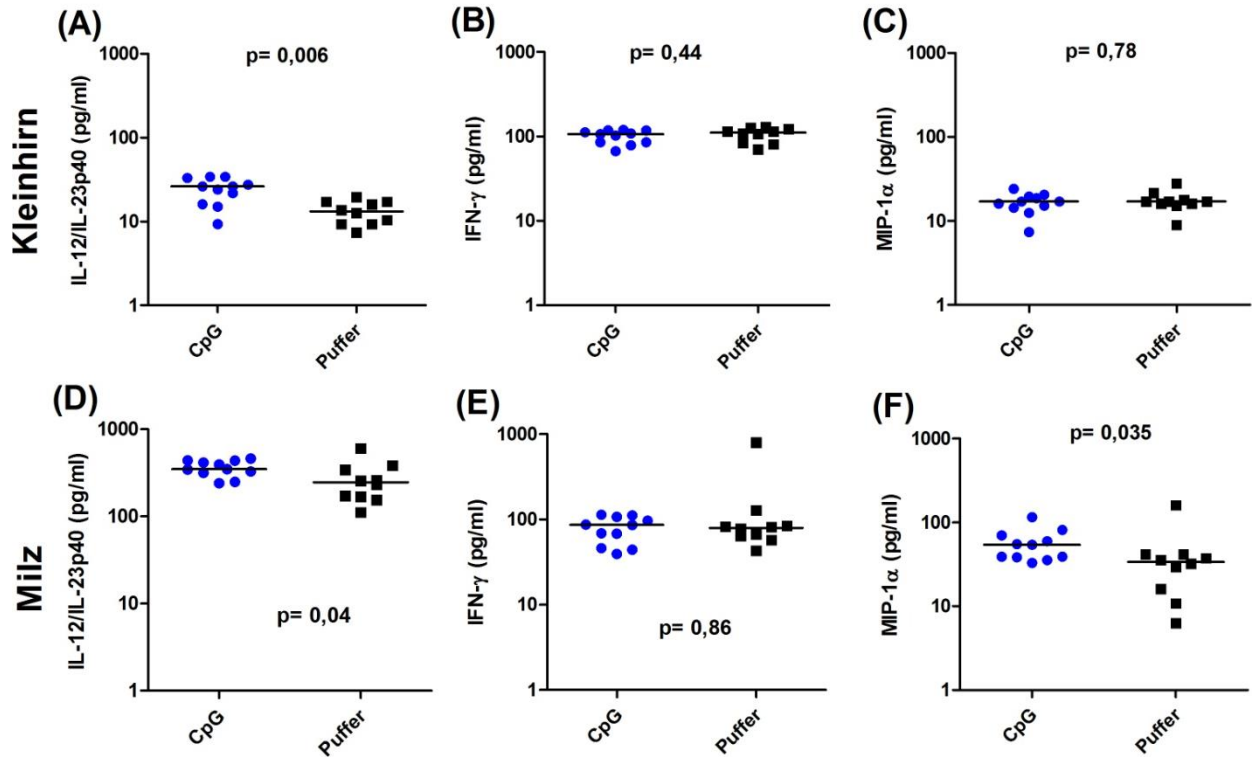 (A)
p= 0,006
Kleinhirn
IL-12/IL-23p40 (pg/ml)
1000
100
10
1
CpG
Puffer
(B)
p= 0,44
IFN-γ (pg/ml)
1000
100
10
1
CpG
Puffer
(C)
p= 0,78
MIP-1α (pg/ml)
1000
100
10
1
CpG
Puffer
(D)
Milz
IL-12/IL-23p40 (pg/ml)
1000
100
10
1
p= 0,04
CpG
Puffer
(E)
IFN-γ (pg/ml)
1000
100
10
1
p= 0,86
CpG
Puffer
(F)
p= 0,035
MIP-1α (pg/ml)
1000
100
10
1
CpG
Puffer